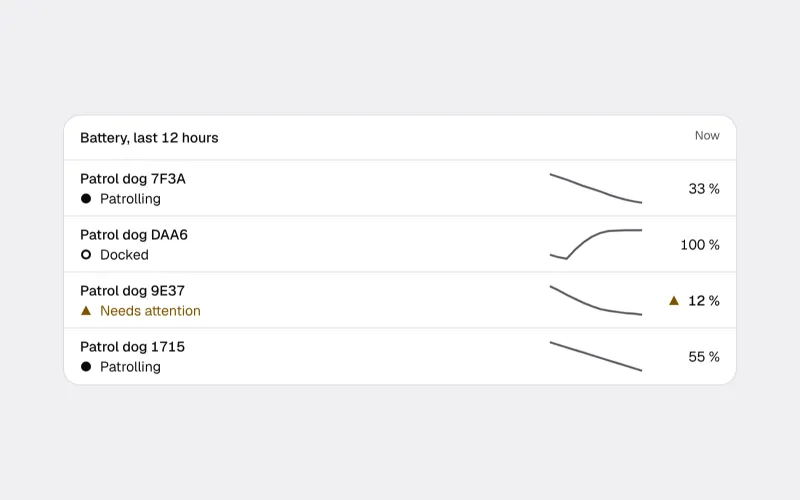 Battery, last 12 hours
Now
Patrol dog 7F3A
Patrolling
33 %
Patrol dog DAA6
Docked
100 %
Patrol dog 9E37
Needs attention
12 %
Patrol dog 1715
Patrolling
55 %